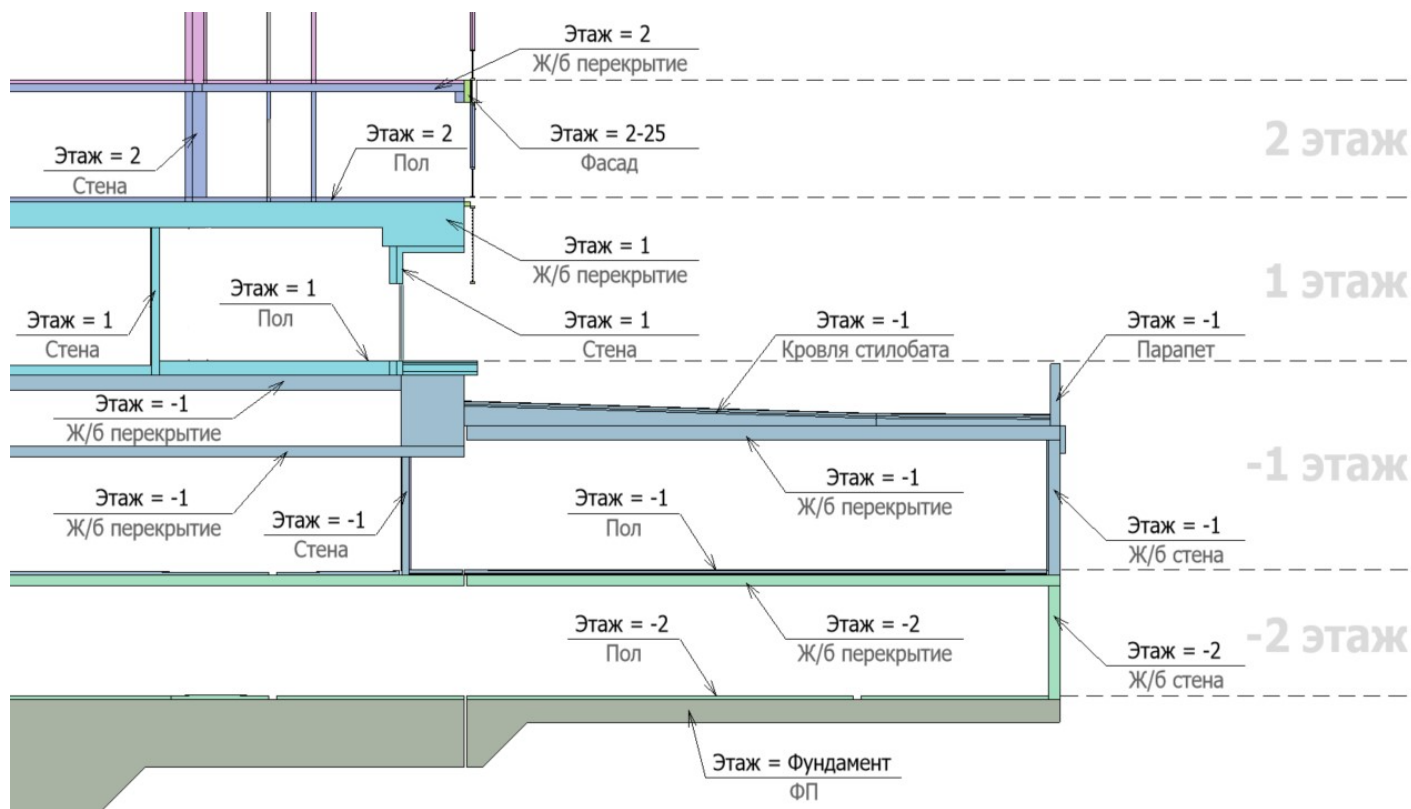 Этаж = 2
Ж/б перекрытие
Этаж = 2
Стена
Этаж = 2
Пол
Этаж = 2-25
Фасад
2 этаж
Этаж = 1
Ж/б перекрытие
1 этаж
Этаж = 1
Стена
Этаж = 1
Пол
Этаж = 1
Стена
Этаж = -1
Кровля стилобата
Этаж = -1
Парапет
Этаж = -1
Ж/б перекрытие
-1 этаж
Этаж = -1
Ж/б перекрытие
Этаж = -1
Стена
Этаж = -1
Пол
Этаж = -1
Ж/б перекрытие
Этаж = -1
Ж/б стена
Этаж = -2
Пол
Этаж = -2
Ж/б перекрытие
Этаж = -2
Ж/б стена
-2 этаж
Этаж = Фундамент
ФП